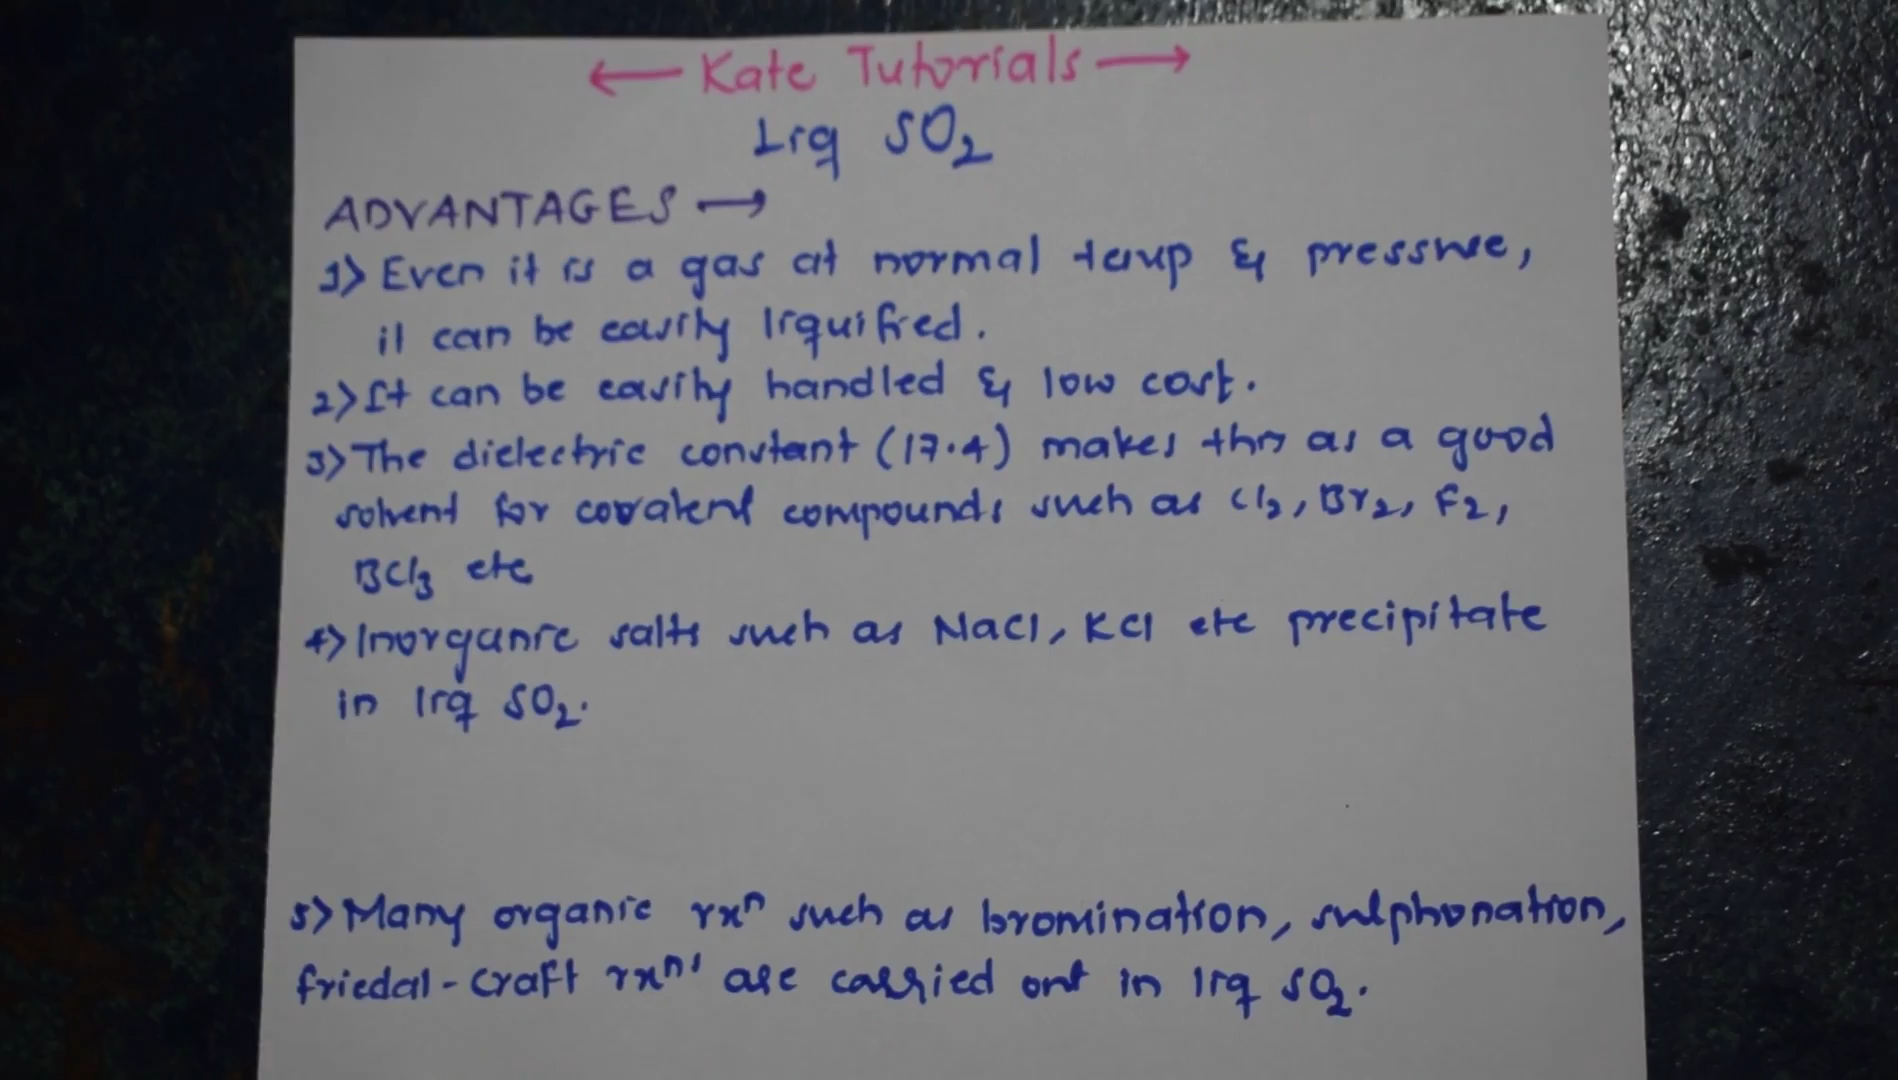 ← Kate Tutorials →
Liq SO₂
ADVANTAGES →
1) Even it is a gas at normal temp & pressure,
it can be easily liquified.
2) It can be easily handled & low cost.
3) The dielectric constant (17.4) makes this as a good
solvent for covalent compounds such as Cl₂, Br₂, F₂,
BCl₃ etc
4) Inorganic salts such as NaCl, KCl etc precipitate
in liq SO₂.
5) Many organic rxⁿ such as bromination, sulphonation,
friedal-craft rxⁿˢ are carried out in liq SO₂.